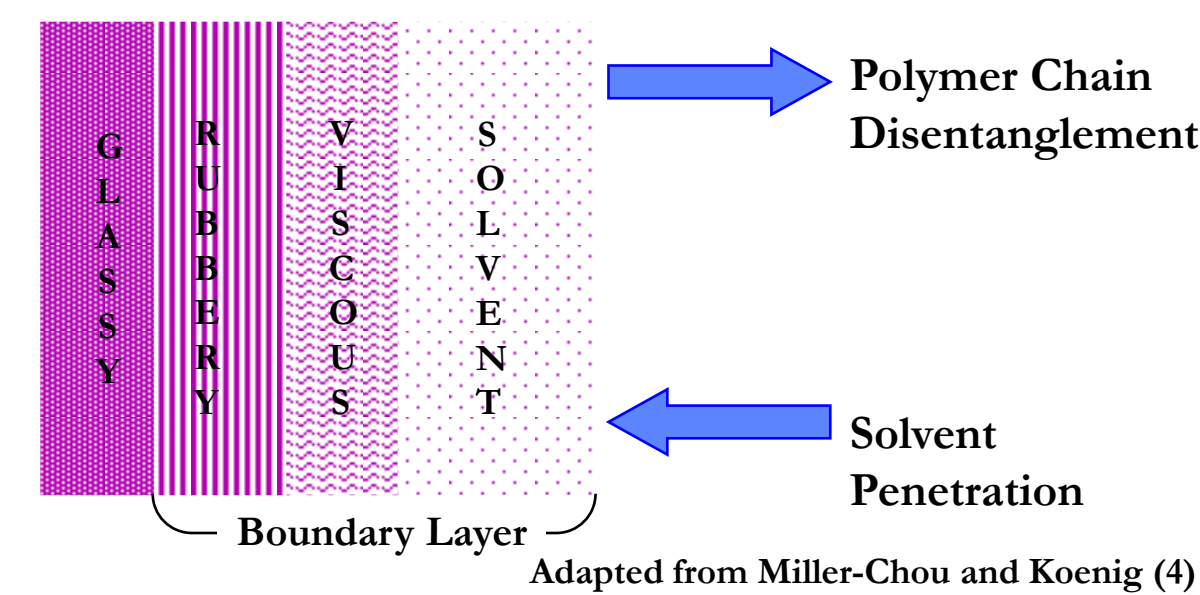 GLASSY
RUBBERY
VISCOUS
SOLVENT
Polymer Chain
Disentanglement
Solvent
Penetration
Boundary Layer
Adapted from Miller-Chou and Koenig (4)